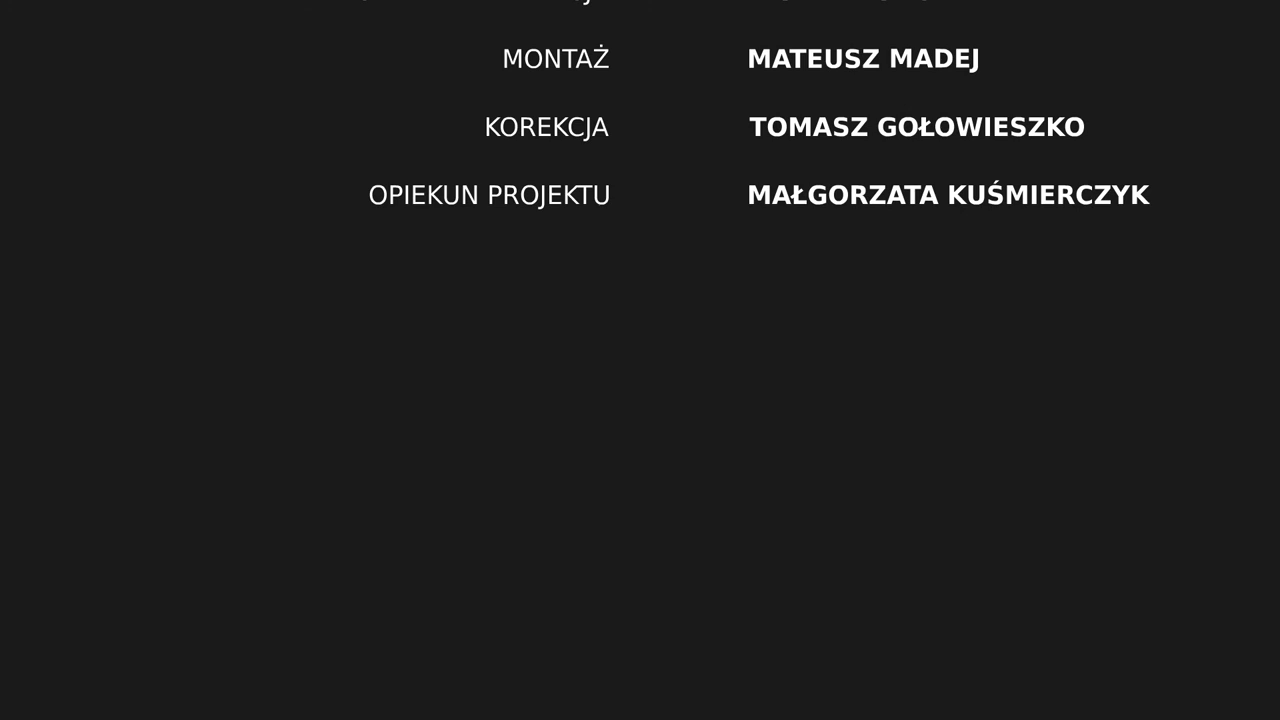 MONTAŻ MATEUSZ MADEJ
KOREKCJA TOMASZ GOŁOWIESZKO
OPIEKUN PROJEKTU MAŁGORZATA KUŚMIERCZYK